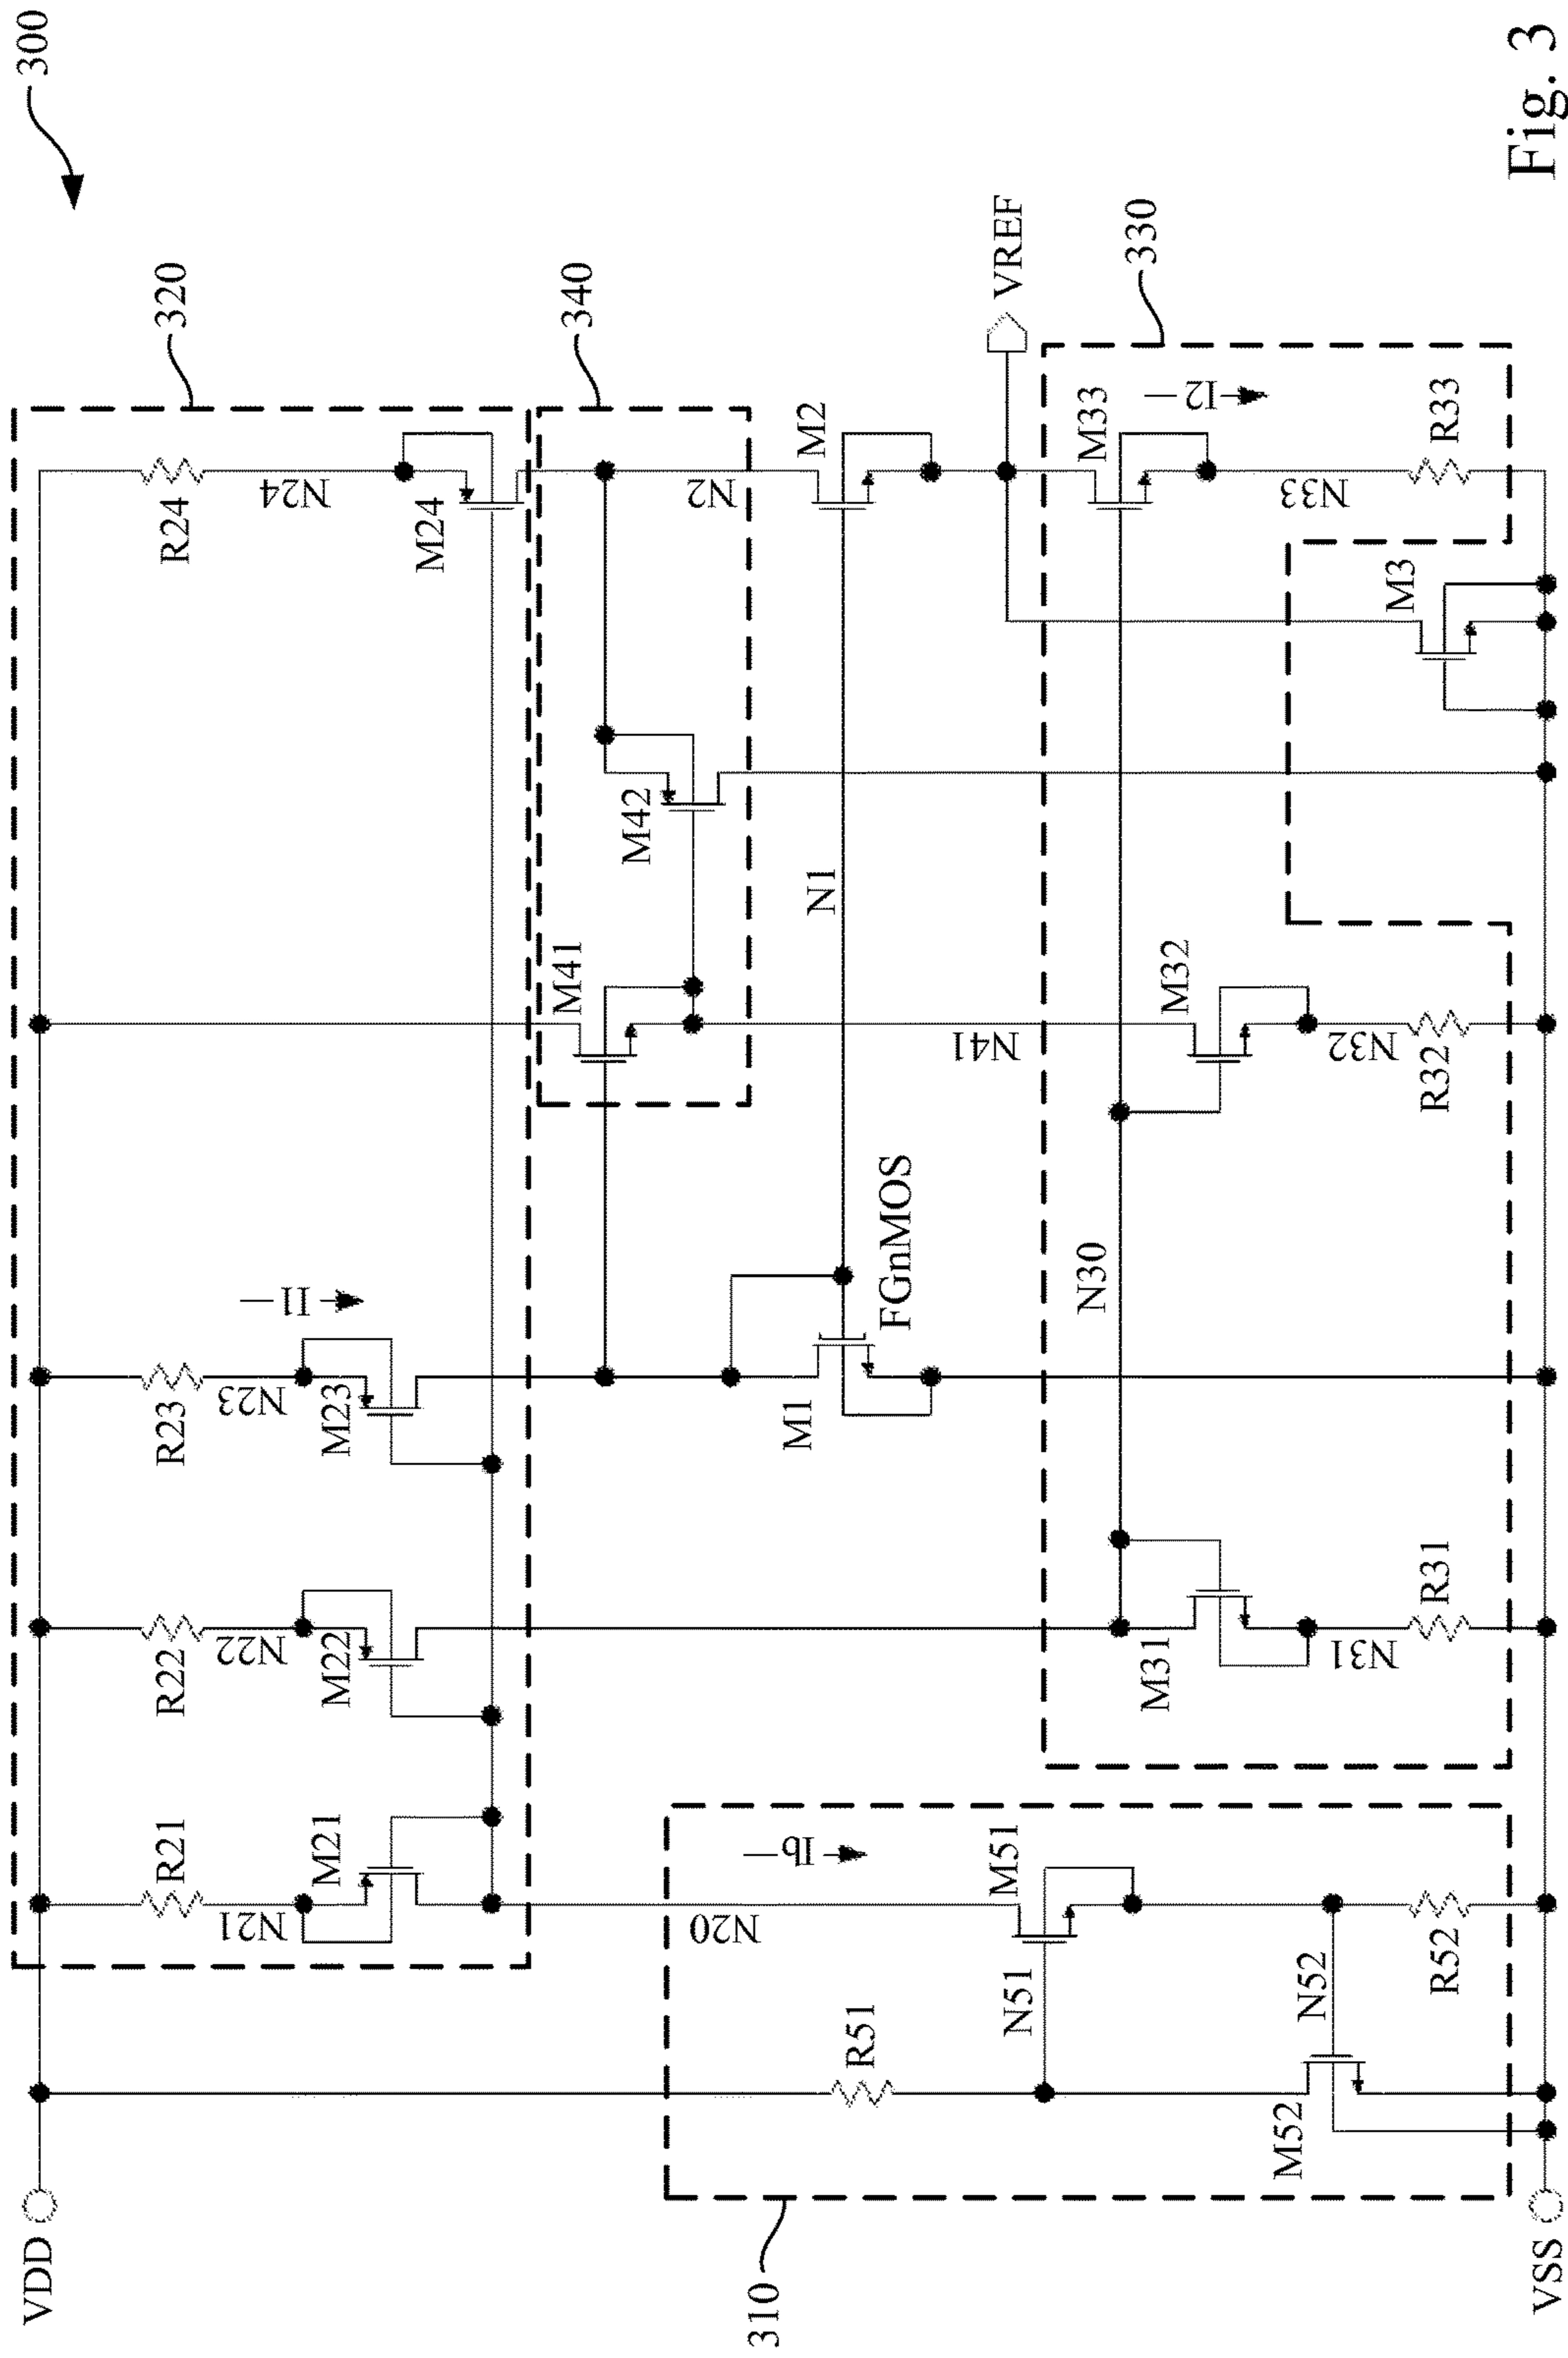 300
320
340
VREF
330
Fig. 3
R24
N24
M24
N2
M2
M33
I2
N33
R33
M3
M42
N1
M41
N41
M32
N32
R32
I1
R23
N23
M23
M1
FGnMOS
N30
R22
N22
M22
M31
N31
R31
R21
N21
M21
N20
Ib
M51
N51
R51
N52
R52
M52
310
VDD
VSS